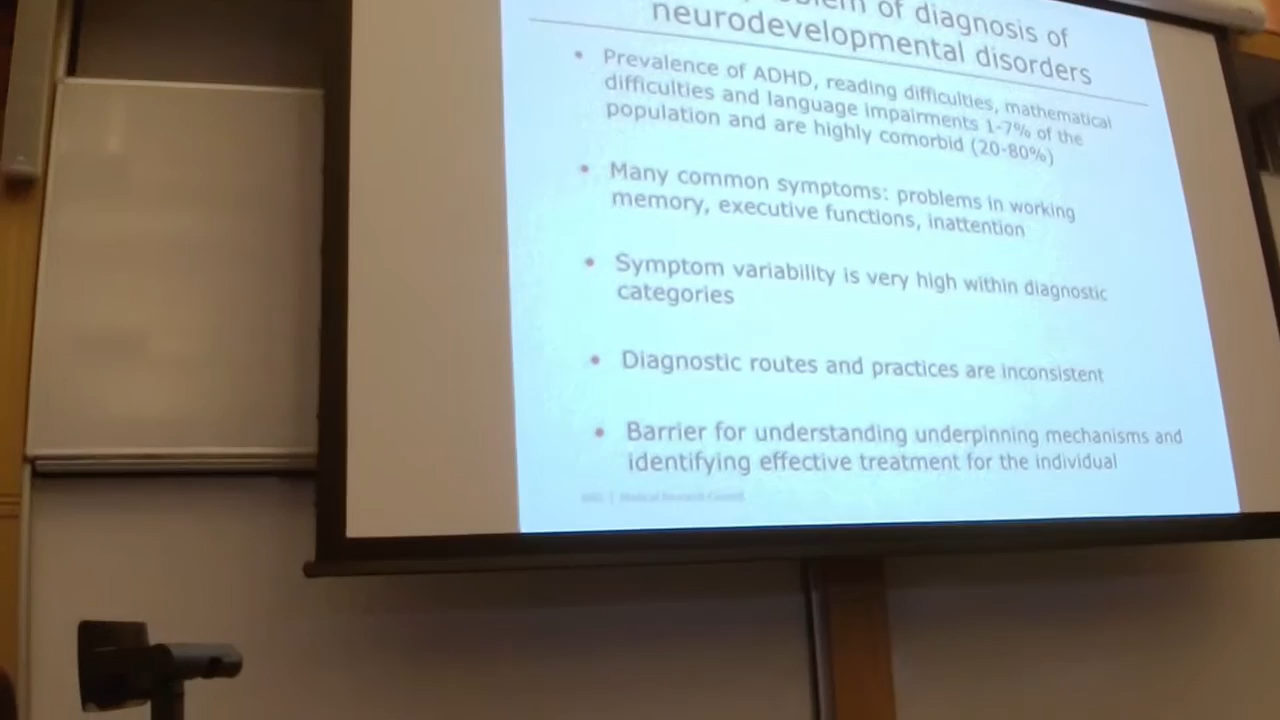 of diagnosis of
neurodevelopmental disorders
• Prevalence of ADHD, reading difficulties, mathematical
difficulties and language impairments 1-7% of the
population and are highly comorbid (20-80%)
• Many common symptoms: problems in working
memory, executive functions, inattention
• Symptom variability is very high within diagnostic
categories
• Diagnostic routes and practices are inconsistent
• Barrier for understanding underpinning mechanisms and
identifying effective treatment for the individual
| Medical Research Council